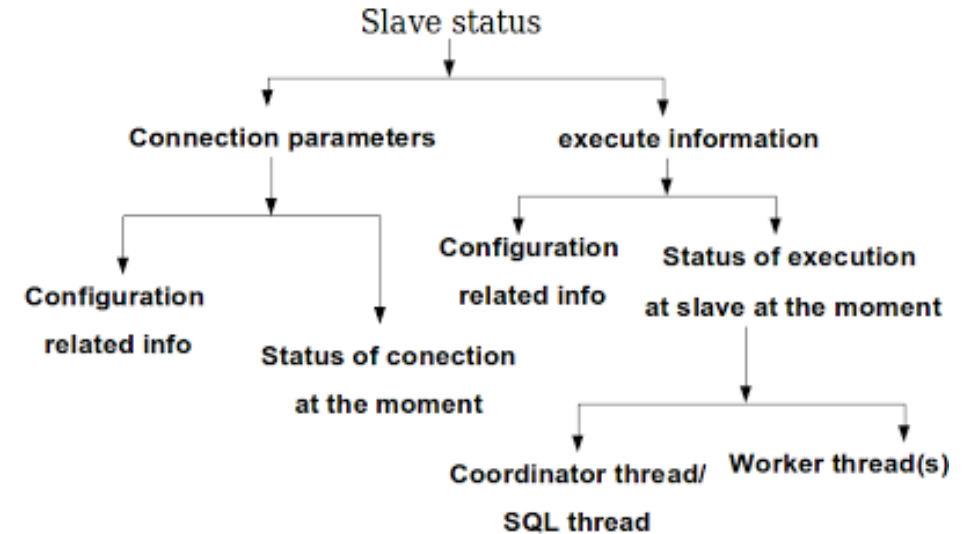 Slave status
Connection parameters
execute information
Configuration
related info
Status of conection
at the moment
Configuration
related info
Status of execution
at slave at the moment
Coordinator thread/
SQL thread
Worker thread(s)